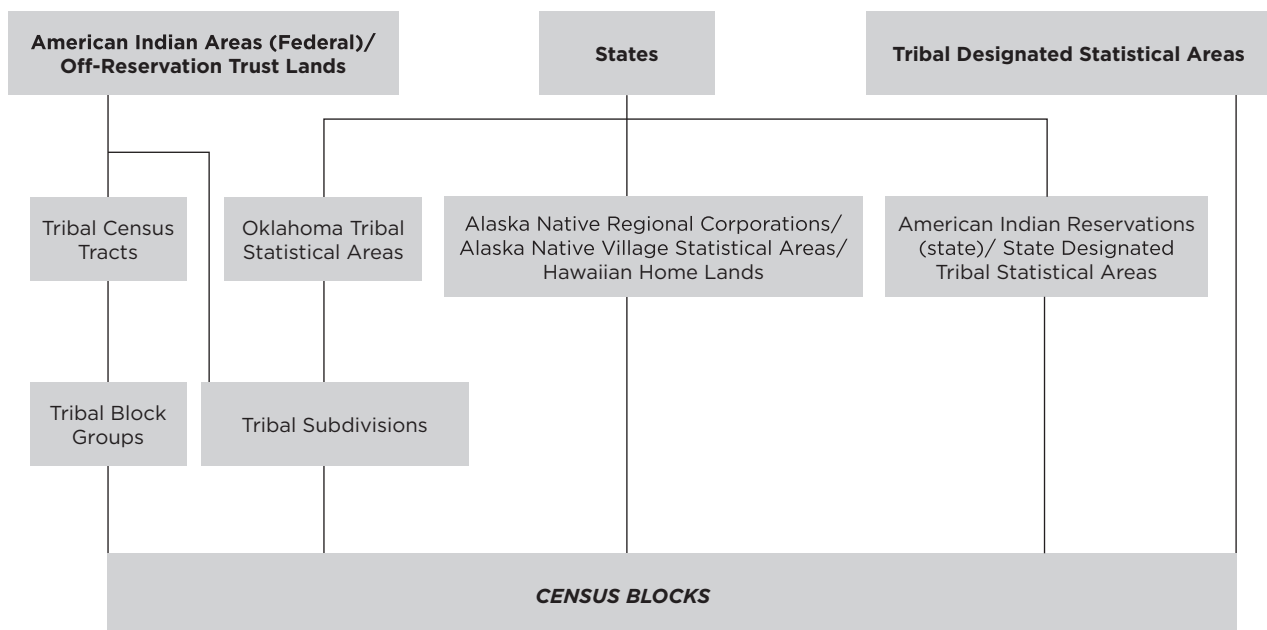 American Indian Areas (Federal)/
Off-Reservation Trust Lands
States
Tribal Designated Statistical Areas
Tribal Census
Tracts
Oklahoma Tribal
Statistical Areas
Alaska Native Regional Corporations/
Alaska Native Village Statistical Areas/
Hawaiian Home Lands
American Indian Reservations
(state)/ State Designated
Tribal Statistical Areas
Tribal Block
Groups
Tribal Subdivisions
CENSUS BLOCKS